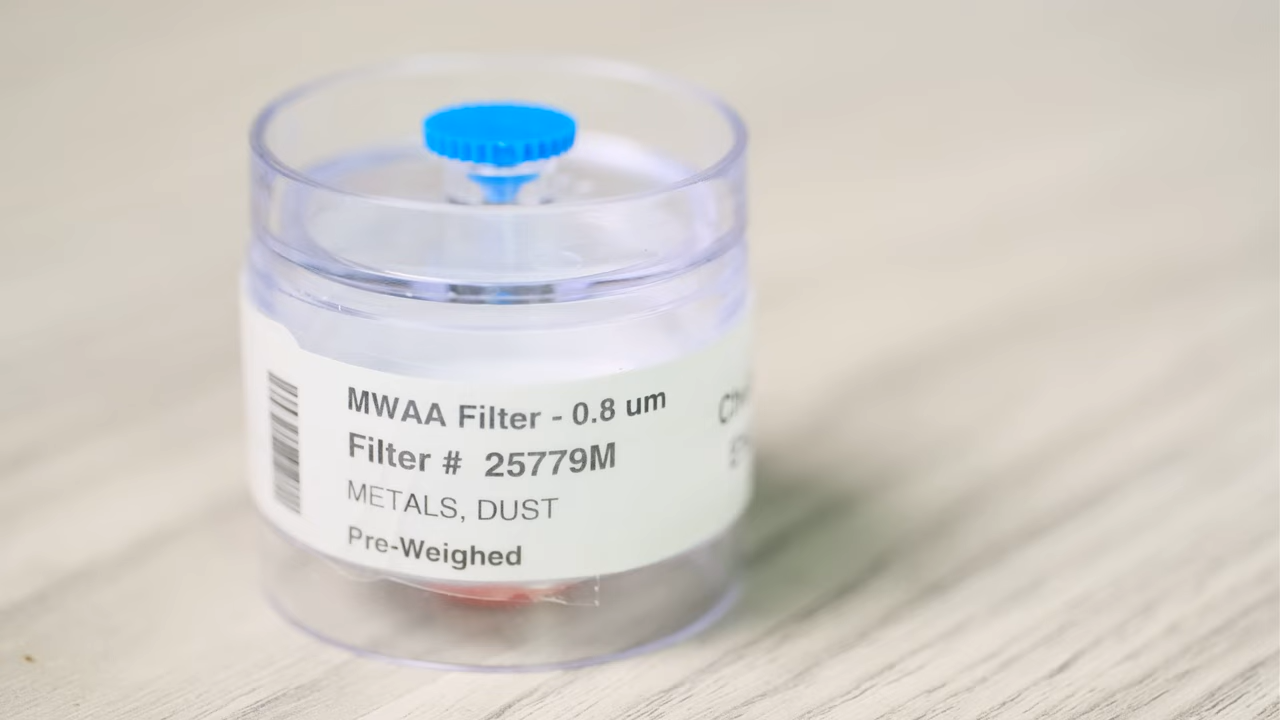 MWAA Filter - 0.8 um
Filter # 25779M
METALS, DUST
Pre-Weighed